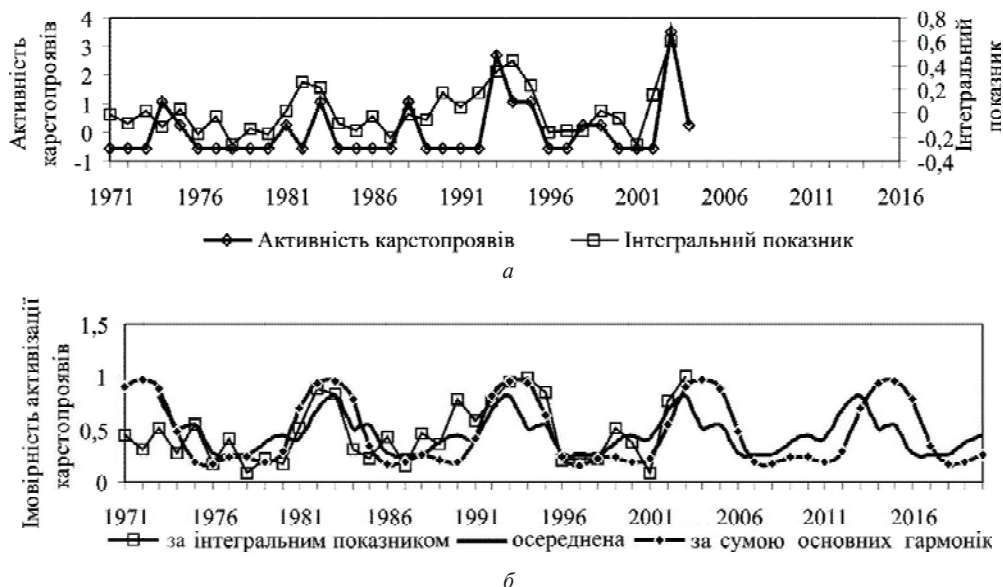 Активність
карстопроявів
4
3
2
1
0
-1
0,8
0,6
0,4
0,2
0
-0,2
-0,4
Інтегральний
показник
1971 1976 1981 1986 1991 1996 2001 2006 2011 2016
Активність карстопроявів Інтегральний показник
а
Імовірність активізації
карстопроявів
1,5
1
0,5
0
1971 1976 1981 1986 1991 1996 2002 2007 2011 2016
за інтегральним показником осереднена за сумою основних гармонік
б